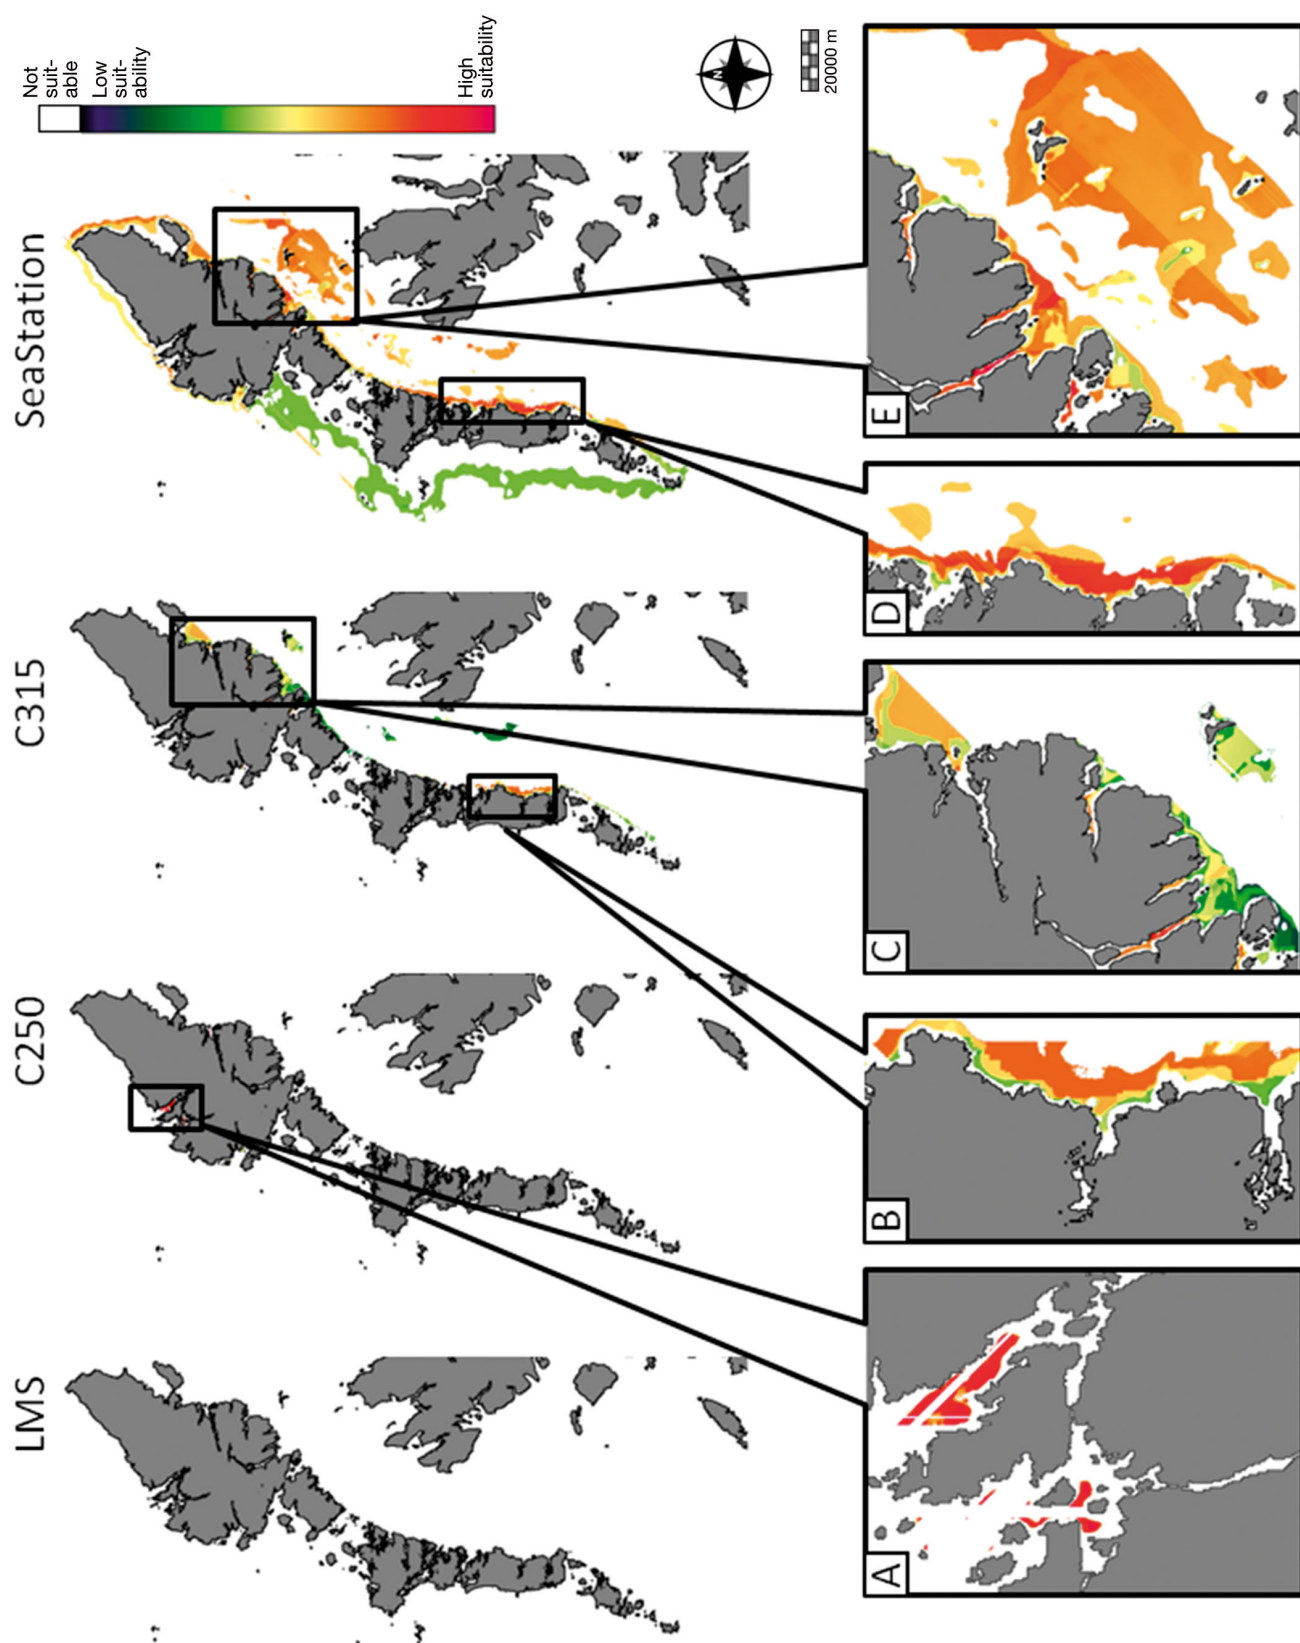 LMS
C250
C315
SeaStation
Not
suit-
able
Low
suit-
ability
High
suitability
N
20000 m
A
B
C
D
E